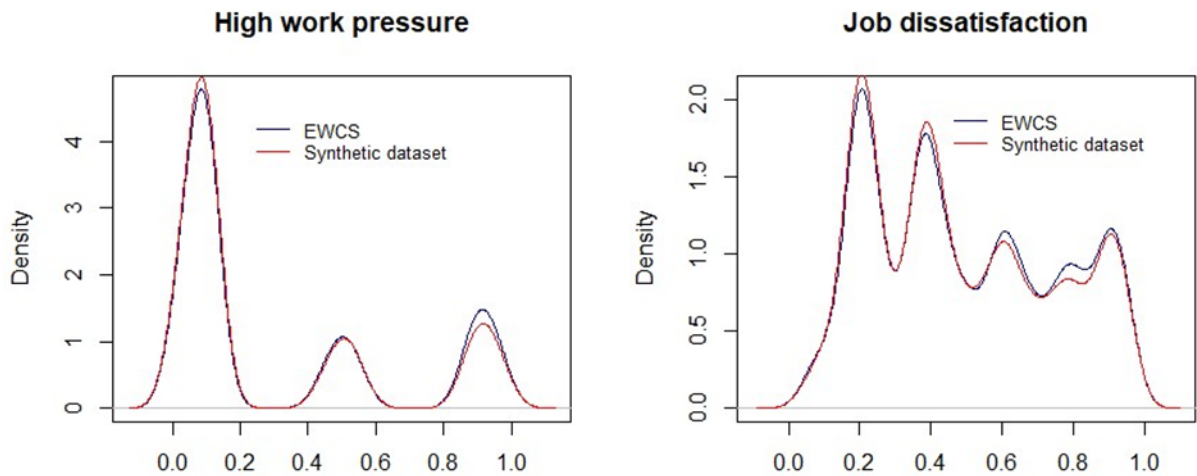 High work pressure
Density
EWCS
Synthetic dataset
4
3
2
1
0
0.0 0.2 0.4 0.6 0.8 1.0
Job dissatisfaction
Density
EWCS
Synthetic dataset
2.0
1.5
1.0
0.5
0.0
0.0 0.2 0.4 0.6 0.8 1.0